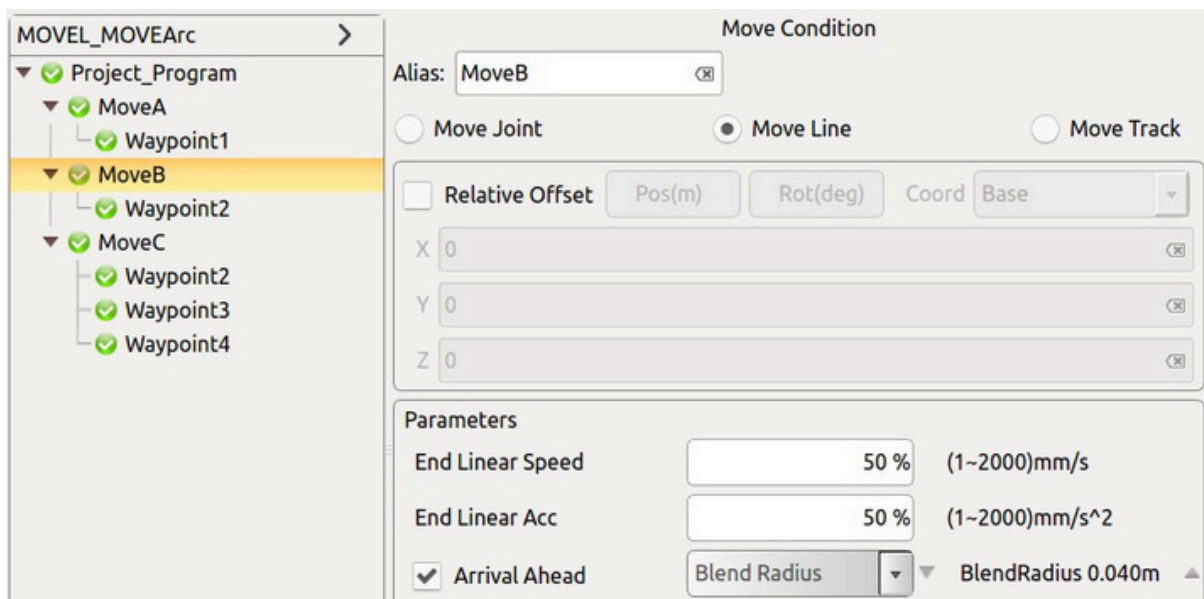 MOVEL_MOVEArc
Project_Program
MoveA
Waypoint1
MoveB
Waypoint2
MoveC
Waypoint2
Waypoint3
Waypoint4
Move Condition
Alias: MoveB
Move Joint Move Line Move Track
Relative Offset Pos(m) Rot(deg) Coord Base
X 0
Y 0
Z 0
Parameters
End Linear Speed 50 % (1~2000)mm/s
End Linear Acc 50 % (1~2000)mm/s^2
Arrival Ahead Blend Radius BlendRadius 0.040m